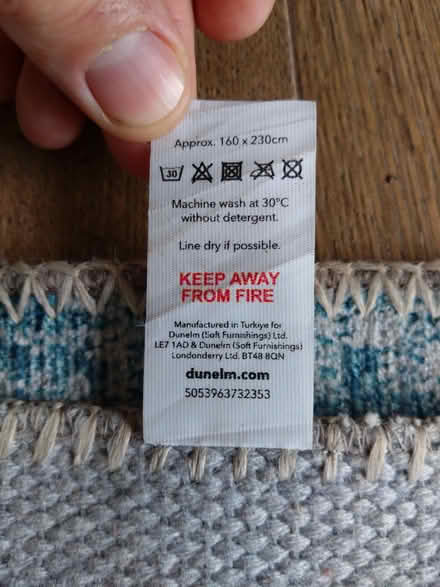 Approx. 160 x 230cm
30
Machine wash at 30°C
without detergent.
Line dry if possible.
KEEP AWAY
FROM FIRE
Manufactured in Turkiye for
Dunelm (Soft Furnishings) Ltd.
LE7 1AD & Dunelm (Soft Furnishings)
Londonderry Ltd. BT48 8QN
dunelm.com
5053963732353